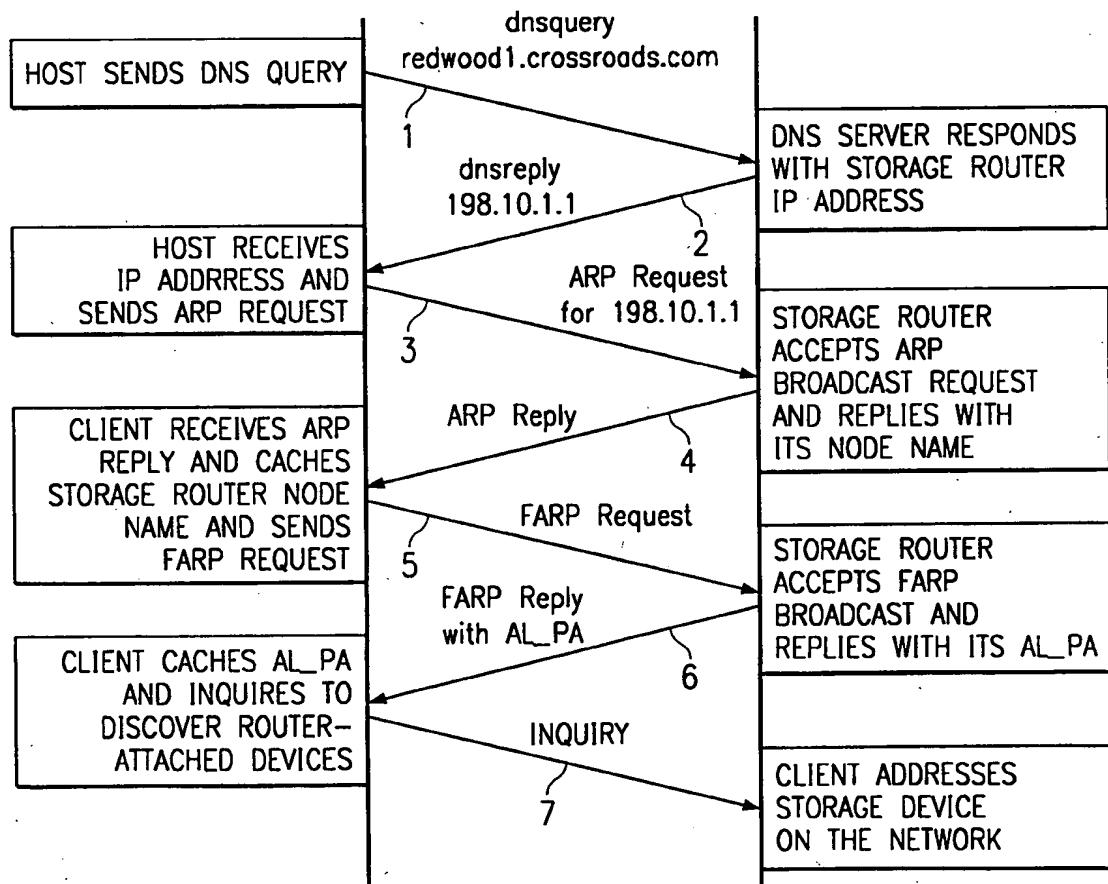 dnsquery
redwood1.crossroads.com
HOST SENDS DNS QUERY
1
DNS SERVER RESPONDS
WITH STORAGE ROUTER
IP ADDRESS
dnsreply
198.10.1.1
2
HOST RECEIVES
IP ADDRRESS AND
SENDS ARP REQUEST
ARP Request
for 198.10.1.1
3
STORAGE ROUTER
ACCEPTS ARP
BROADCAST REQUEST
AND REPLIES WITH
ITS NODE NAME
ARP Reply
4
CLIENT RECEIVES ARP
REPLY AND CACHES
STORAGE ROUTER NODE
NAME AND SENDS
FARP REQUEST
FARP Request
5
STORAGE ROUTER
ACCEPTS FARP
BROADCAST AND
REPLIES WITH ITS AL_PA
FARP Reply
with AL_PA
6
CLIENT CACHES AL_PA
AND INQUIRES TO
DISCOVER ROUTER–
ATTACHED DEVICES
INQUIRY
7
CLIENT ADDRESSES
STORAGE DEVICE
ON THE NETWORK